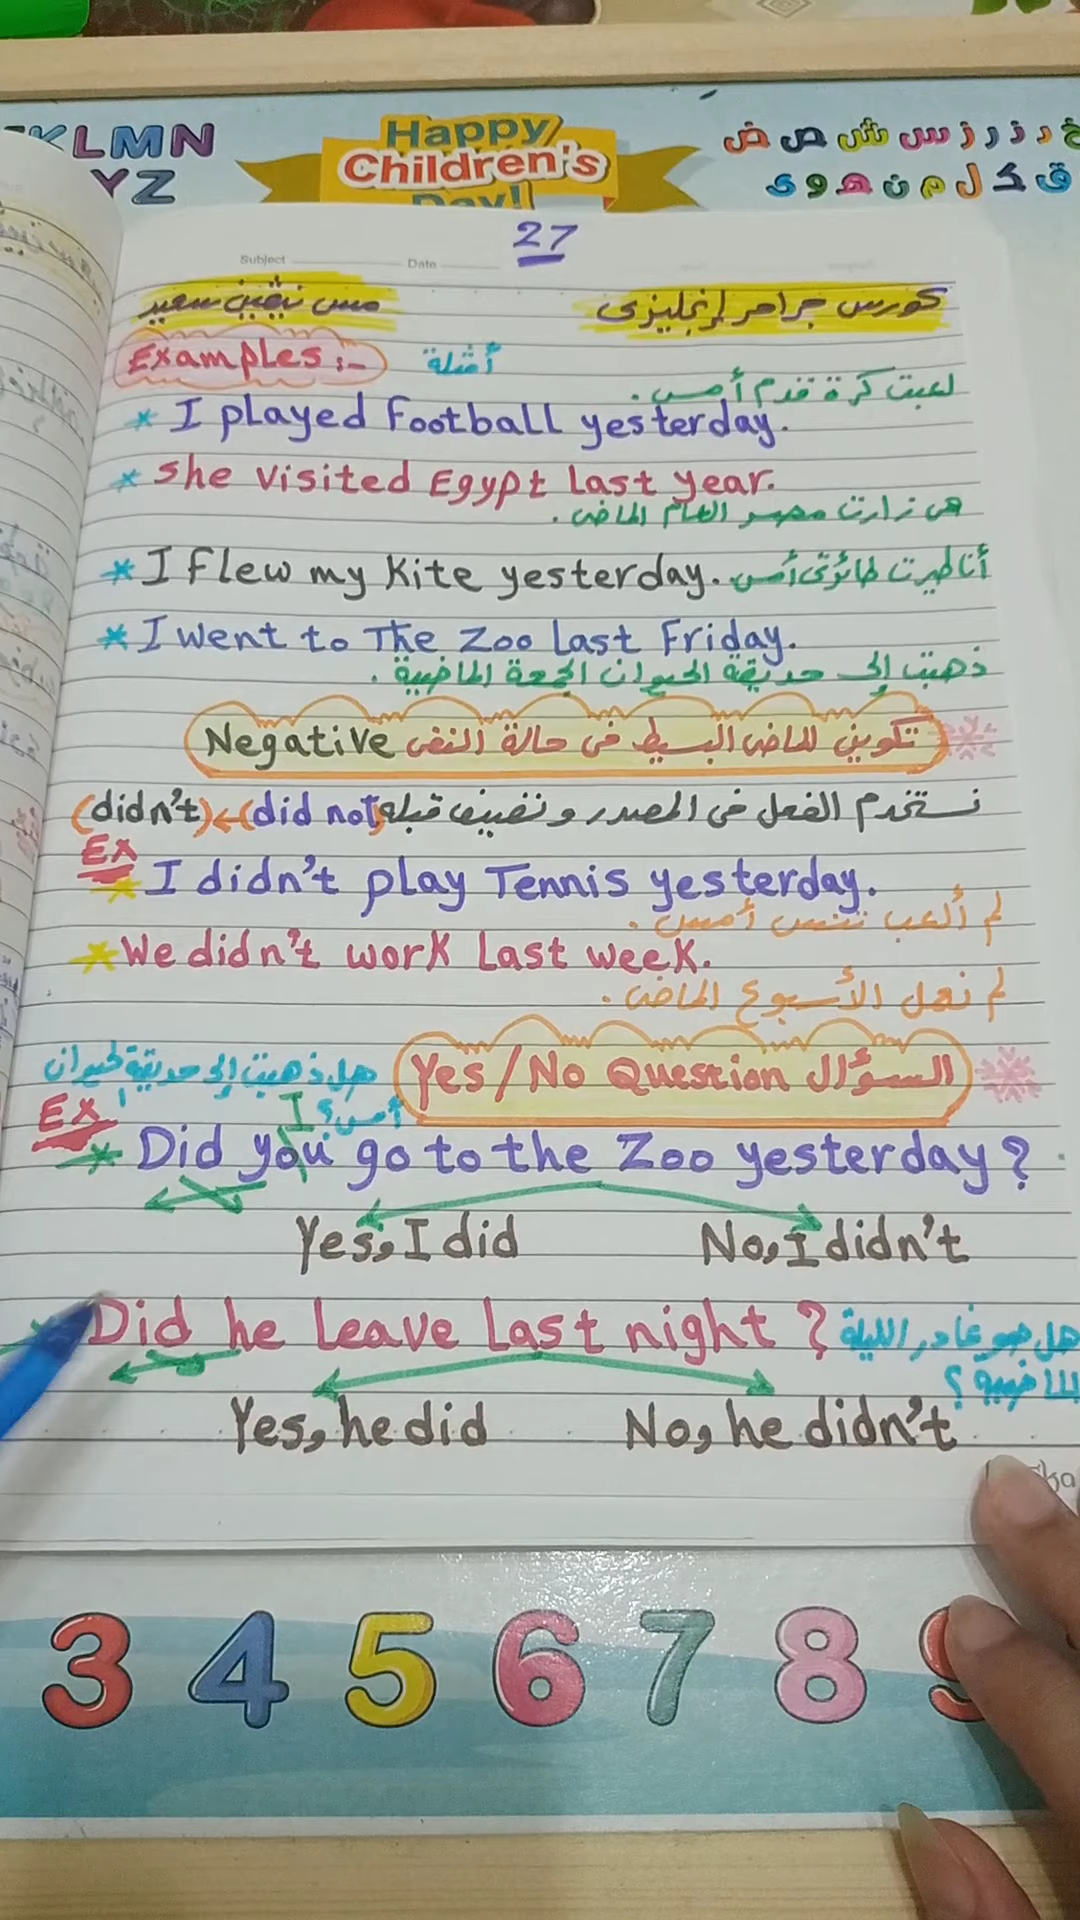 KLMN
YZ
Happy
Children's
Day!
خ د ذ ر ز س ش ص ض
ق ك ل م ن ه و ى
27
Subject Date
كورس جرامر إنجليزى
مس نيڤين سعيد
Examples:- أمثلة
لعبت كرة قدم أمس.
* I played football yesterday.
* She visited Egypt last year.
هى زارت مصر العام الماضى.
* I flew my kite yesterday. أنا طيرت طائرتى أمس
* I went to The Zoo last Friday.
ذهبت إلى حديقة الحيوان الجمعة الماضية.
تكوين الماضى البسيط فى حالة النفى Negative
نستخدم الفعل فى المصدر ونضيف قبله (did not) ← (didn't)
Ex
* I didn't play Tennis yesterday.
لم ألعب تنس أمس.
* We didn't work last week.
لم نعمل الأسبوع الماضى.
السؤال Yes/No Question
هل ذهبت إلى حديقة الحيوان
أمس؟
Ex
I
* Did you go to the Zoo yesterday?
Yes, I did No, I didn't
Did he leave last night? هل هو غادر الليلة
الماضية؟
Yes, he did No, he didn't
3 4 5 6 7 8 9